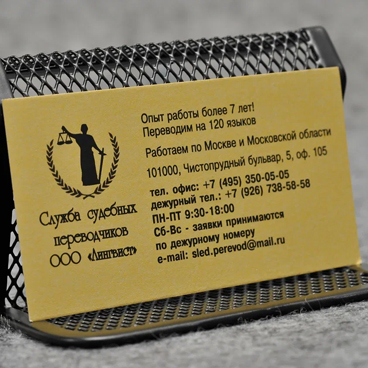 Опыт работы более 7 лет!
Переводим на 120 языков
Работаем по Москве и Московской области
101000, Чистопрудный бульвар, 5, оф. 105
тел. офис: +7 (495) 350-05-05
дежурный тел.: +7 (926) 738-58-58
ПН-ПТ 9:30-18:00
Сб-Вс - заявки принимаются
по дежурному номеру
e-mail: sled.perevod@mail.ru
Служба судебных
переводчиков
ООО «Лингвист»